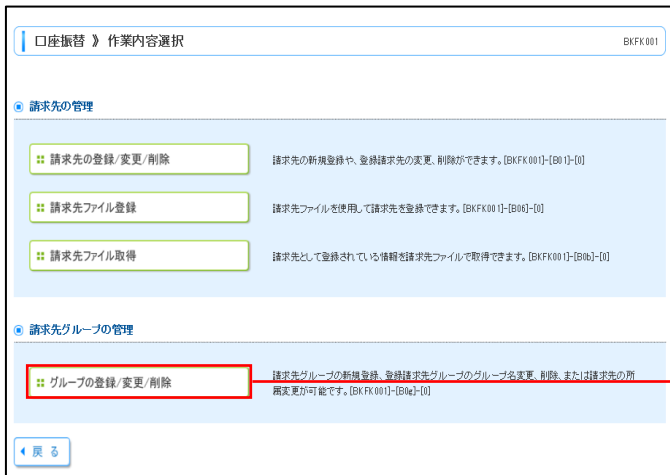 口座振替 》 作業内容選択
BKFK001
請求先の管理
請求先の登録/変更/削除
請求先の新規登録や、登録請求先の変更、削除ができます。[BKFK001]-[B01]-[0]
請求先ファイル登録
請求先ファイルを使用して請求先を登録できます。[BKFK001]-[B06]-[0]
請求先ファイル取得
請求先として登録されている情報を請求先ファイルで取得できます。[BKFK001]-[B0b]-[0]
請求先グループの管理
グループの登録/変更/削除
請求先グループの新規登録、登録請求先グループのグループ名変更、削除、または請求先の所
属変更が可能です。[BKFK001]-[B0g]-[0]
戻る